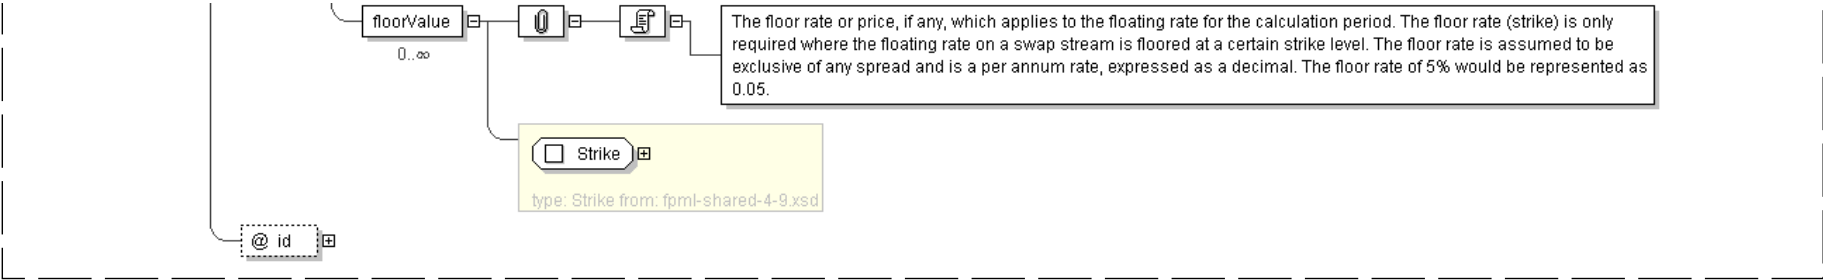 floorValue
0..∞
The floor rate or price, if any, which applies to the floating rate for the calculation period. The floor rate (strike) is only
required where the floating rate on a swap stream is floored at a certain strike level. The floor rate is assumed to be
exclusive of any spread and is a per annum rate, expressed as a decimal. The floor rate of 5% would be represented as
0.05.
Strike
type: Strike from: fpml-shared-4-9.xsd
@ id